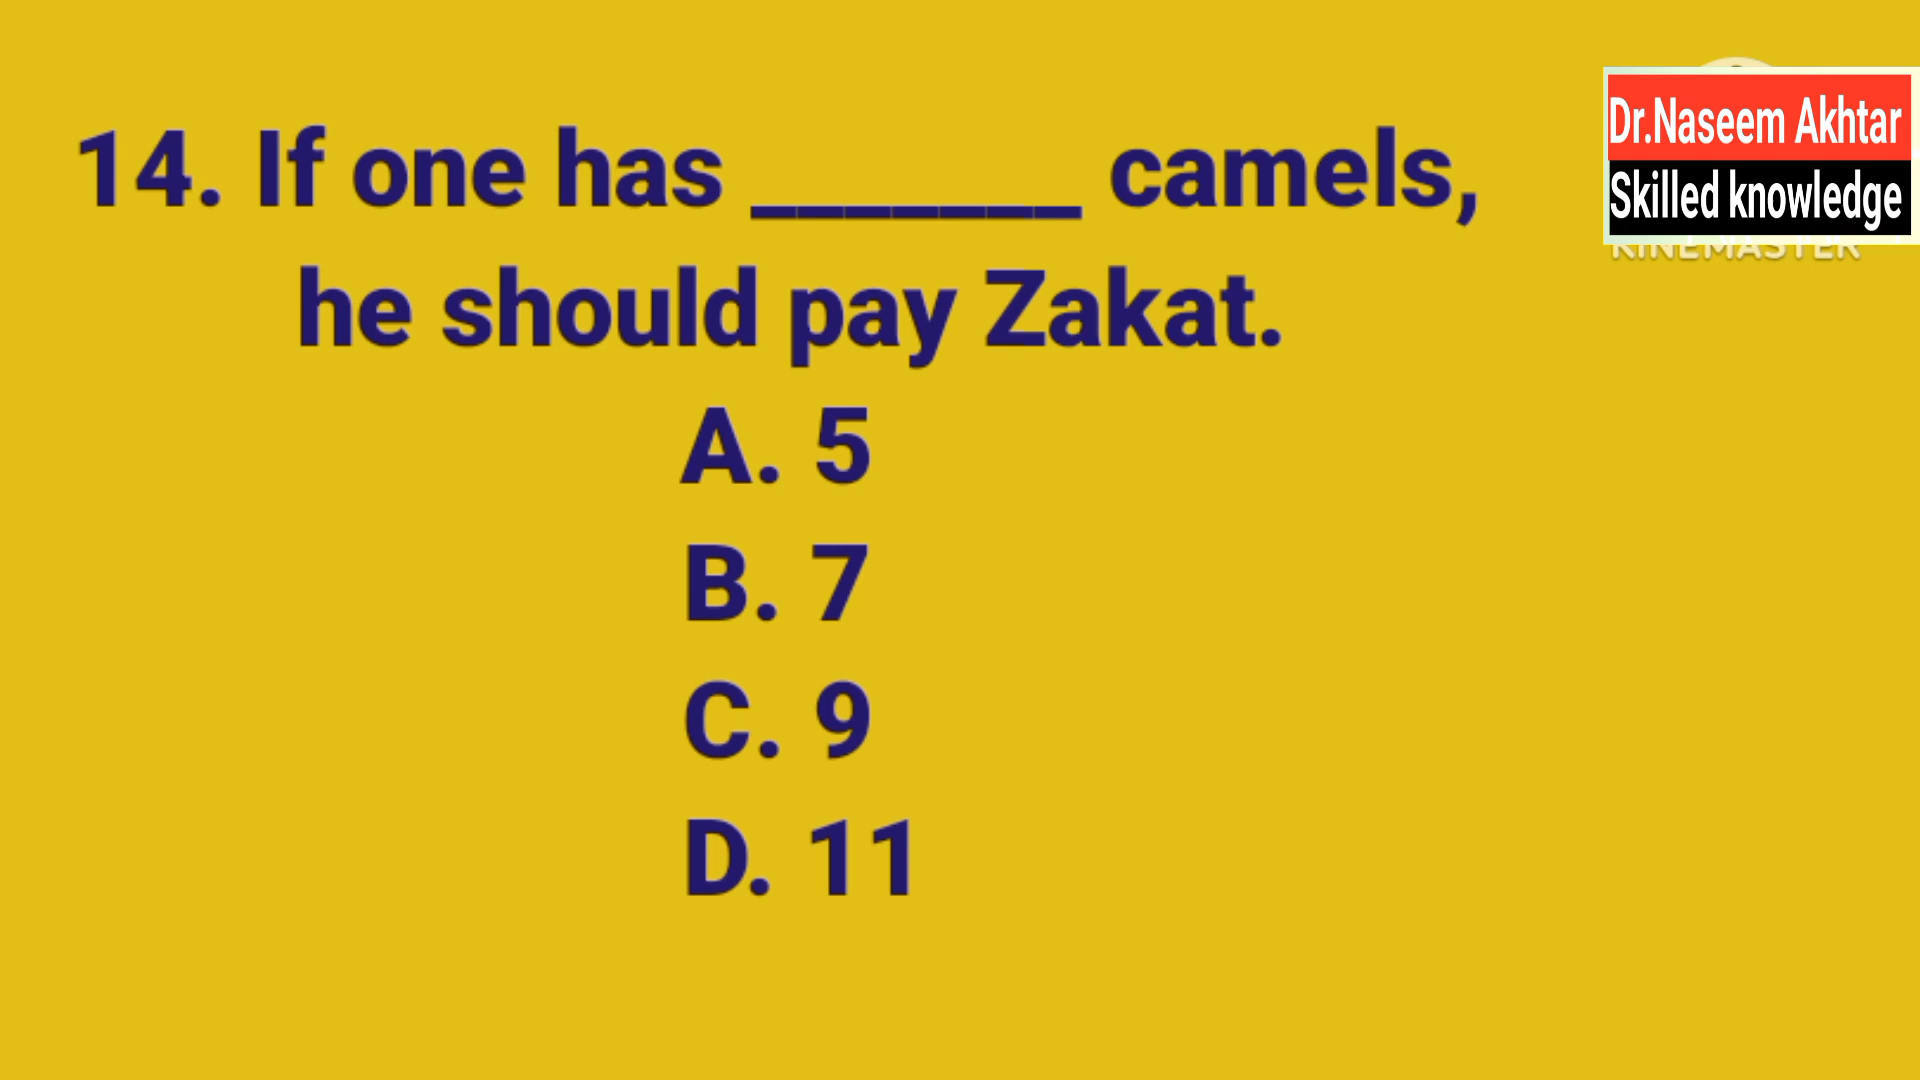 14. If one has _______ camels,
he should pay Zakat.
A. 5
B. 7
C. 9
D. 11
Dr.Naseem Akhtar
Skilled knowledge
KINEMASTER